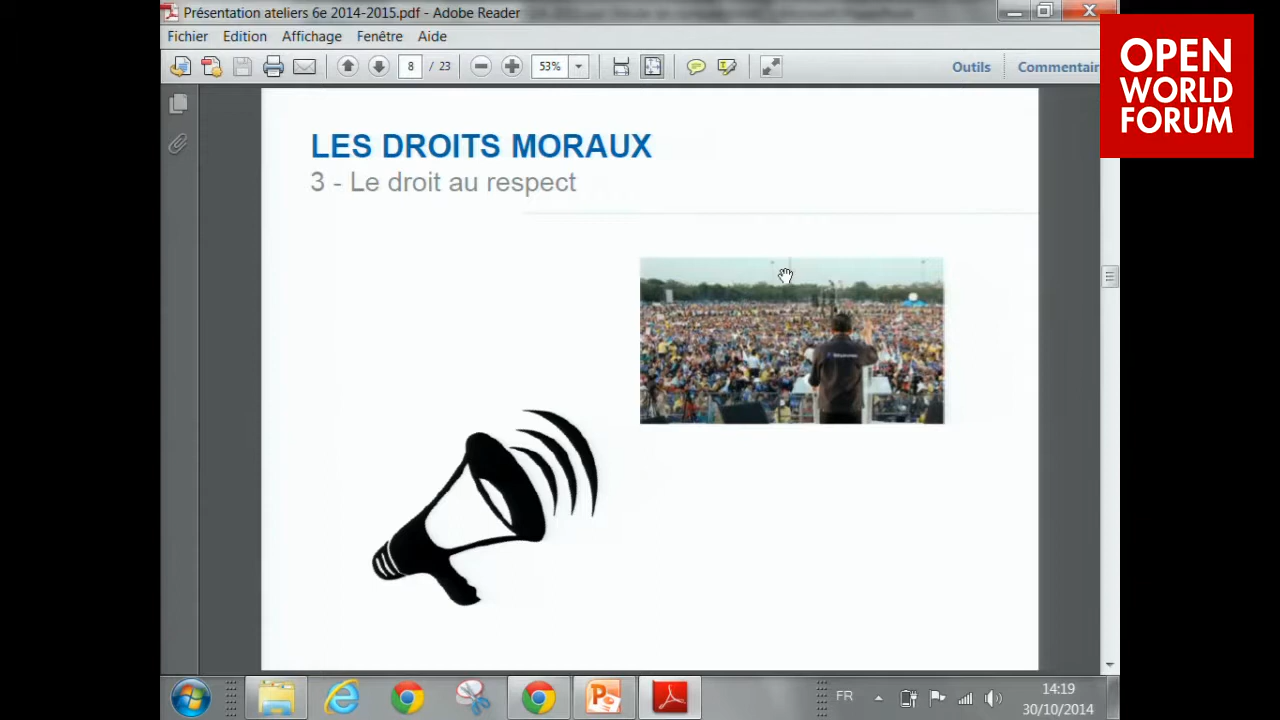 Présentation ateliers 6e 2014-2015.pdf - Adobe Reader
Fichier Edition Affichage Fenêtre Aide
8 / 23 53% Outils Commentair
OPEN
WORLD
FORUM
LES DROITS MORAUX
3 - Le droit au respect
FR
14:19
30/10/2014